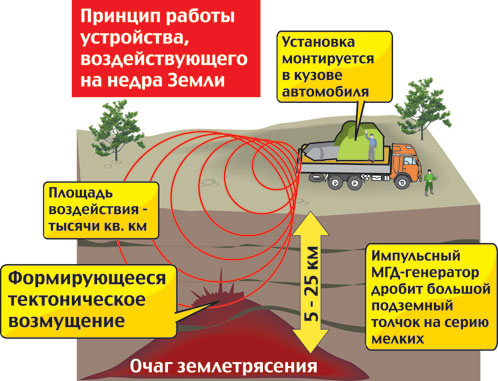 Принцип работы
устройства,
воздействующего
на недра Земли
Установка
монтируется
в кузове
автомобиля
Площадь
воздействия -
тысячи кв. км
Формирующееся
тектоническое
возмущение
5 - 25 км
Импульсный
МГД-генератор
дробит большой
подземный
толчок на серию
мелких
Очаг землетрясения